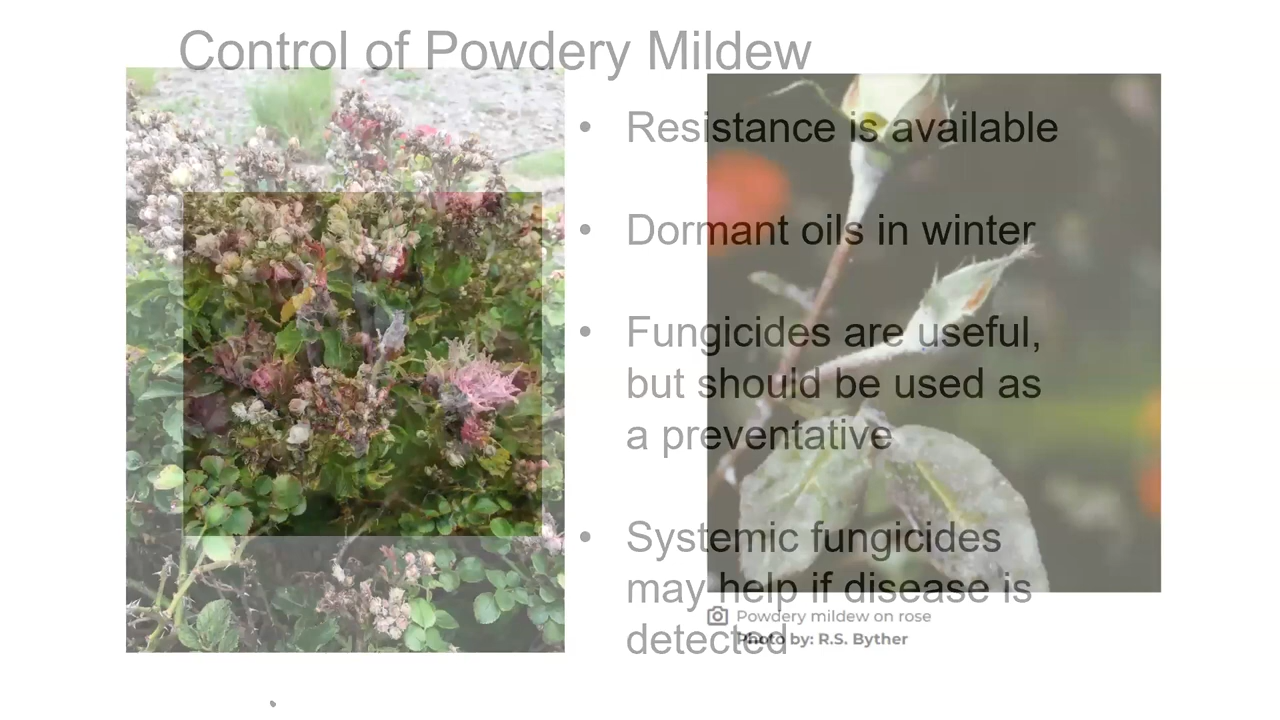 Control of Powdery Mildew
• Resistance is available
• Dormant oils in winter
• Fungicides are useful,
but should be used as
a preventative
• Systemic fungicides
may help if disease is
detected
Powdery mildew on rose
Photo by: R.S. Byther